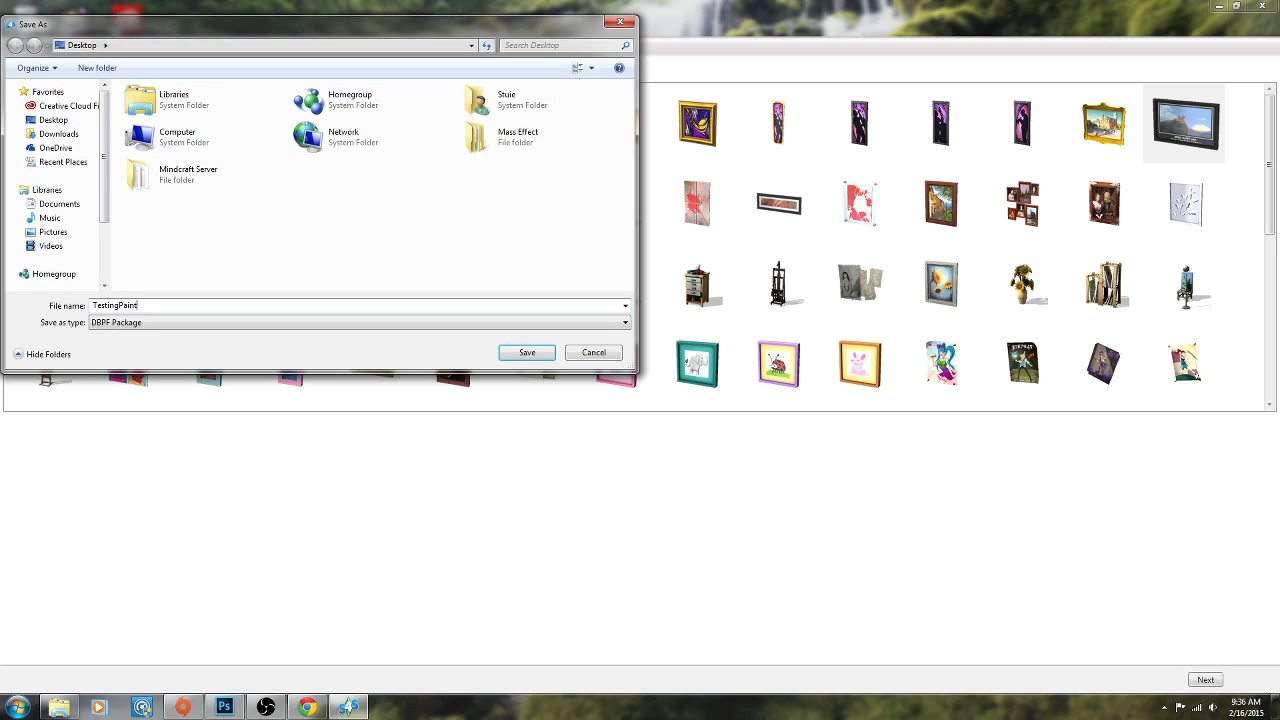 Save As
Desktop
Search Desktop
Organize
New folder
Favorites
Creative Cloud F
Desktop
Downloads
OneDrive
Recent Places
Libraries
Documents
Music
Pictures
Videos
Homegroup
Libraries
System Folder
Homegroup
System Folder
Stuie
System Folder
Computer
System Folder
Network
System Folder
Mass Effect
File folder
Mindcraft Server
File folder
File name: TestingPaint
Save as type: DBPF Package
Hide Folders
Save
Cancel
Next
Ps
9:36 AM
2/16/2015